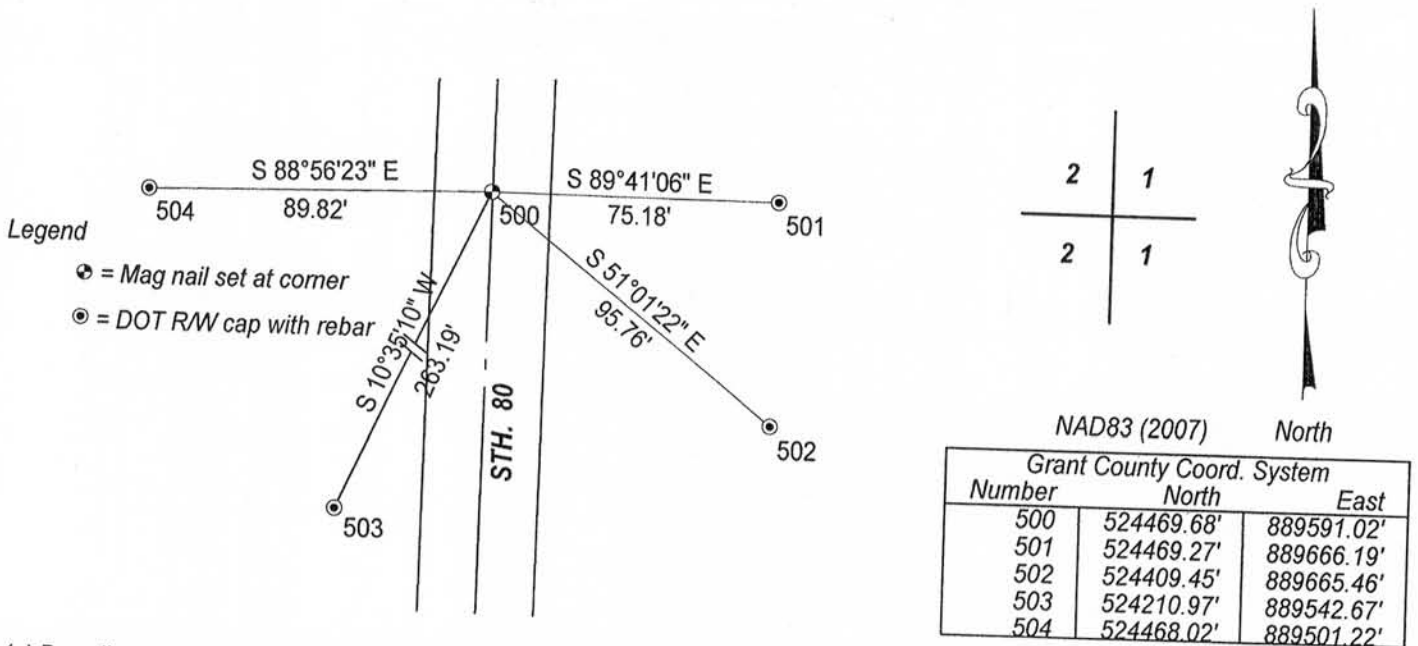 S 88°56'23" E
89.82'
504
500
S 89°41'06" E
75.18'
501
Legend
= Mag nail set at corner
= DOT R/W cap with rebar
S 10°35'10" W
263.19'
503
STH. 80
S 51°01'22" E
95.76'
502
2 1
2 1
NAD83 (2007) North
Grant County Coord. System
Number North East
500 524469.68' 889591.02'
501 524469.27' 889666.19'
502 524409.45' 889665.46'
503 524210.97' 889542.67'
504 524468.02' 889501.22'